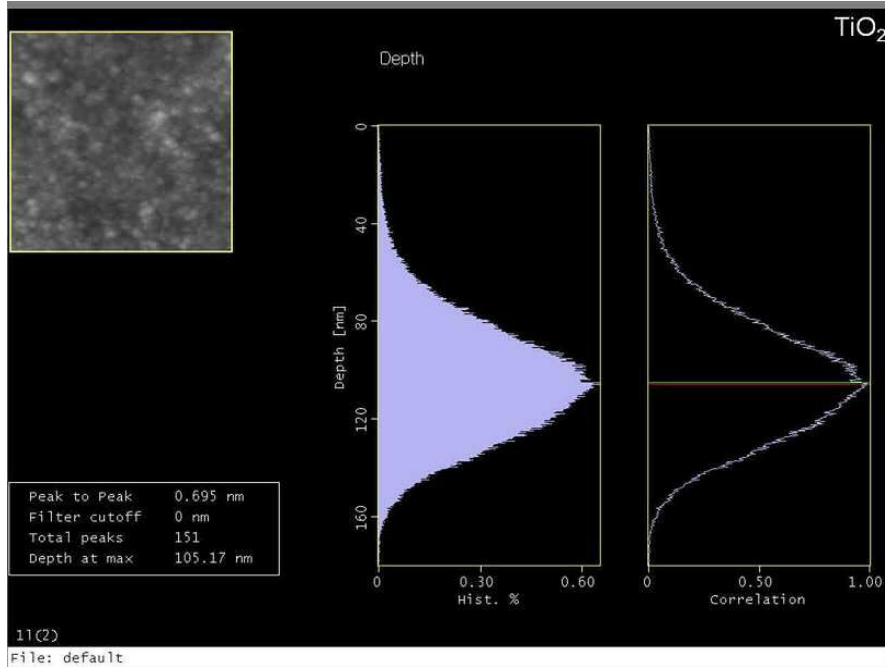 TiO₂
Depth
0
40
80
120
160
Depth [nm]
0 0.30 0.60
Hist. %
0 0.50 1.00
Correlation
Peak to Peak 0.695 nm
Filter cutoff 0 nm
Total peaks 151
Depth at max 105.17 nm
11(2)
File: default